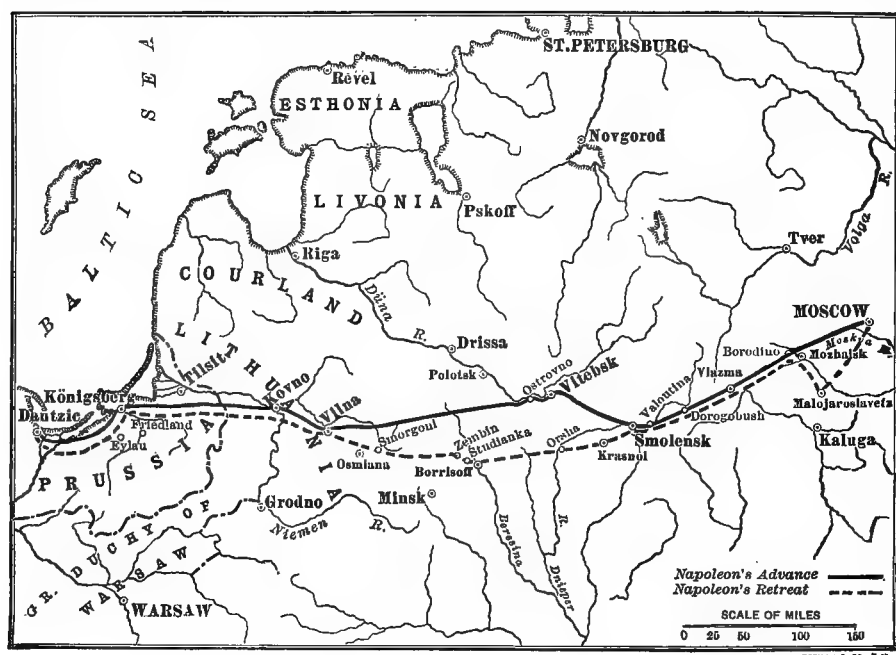 ST. PETERSBURG
Revel
ESTHONIA
BALTIC SEA
Novgorod
LIVONIA
Pskoff
Riga
Tver
Volga R.
COURLAND
Düna R.
MOSCOW
Moskva
LITHUANIA
Drissa
Borodino
Mozhaisk
Tilsit
Polotsk
Ostrovno
Vitebsk
Viazma
Malojaroslavetz
Königsberg
Kovno
Valoutina
Dorogobush
Dantzic
Friedland
Vilna
Smorgoui
Smolensk
Kaluga
Eylau
Osmiana
Zembin
Studianka
Orsha
Krasnoi
PRUSSIA
Borrisoff
Grodno
Minsk
Niemen R.
Beresina
Dnieper R.
GR. DUCHY OF
WARSAW
WARSAW
Napoleon's Advance
Napoleon's Retreat
SCALE OF MILES
0 25 50 100 150